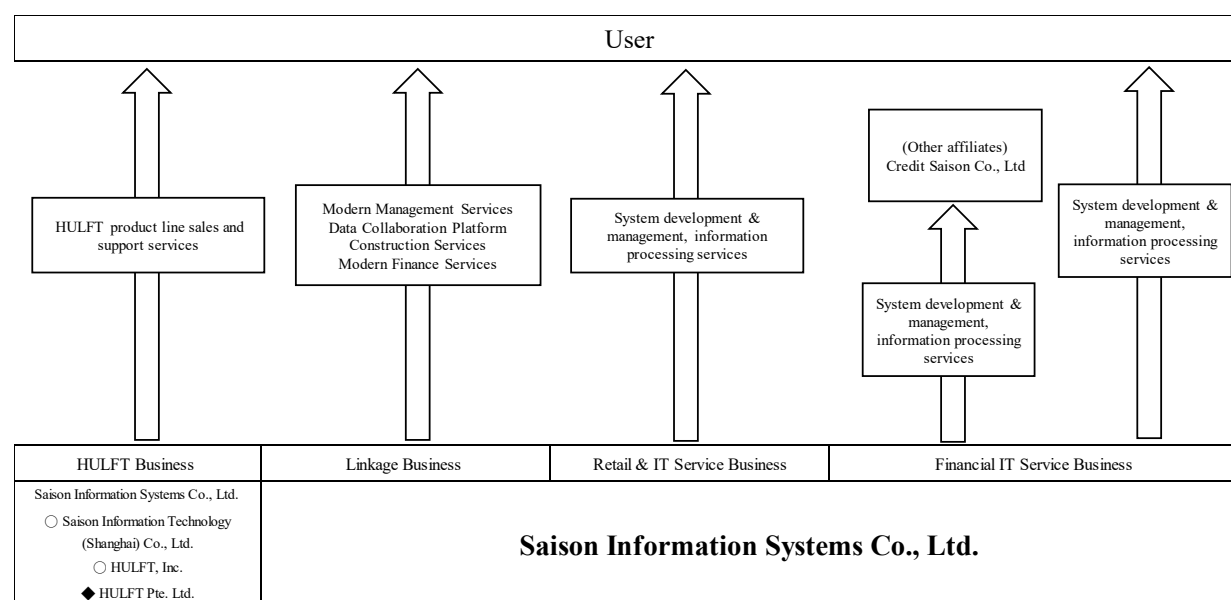 User
(Other affiliates)
Credit Saison Co., Ltd
HULFT product line sales and
support services
Modern Management Services
Data Collaboration Platform
Construction Services
Modern Finance Services
System development &
management, information
processing services
System development &
management,
information processing
services
System development &
management,
information processing
services
HULFT Business
Linkage Business
Retail & IT Service Business
Financial IT Service Business
Saison Information Systems Co., Ltd.
○ Saison Information Technology
(Shanghai) Co., Ltd.
○ HULFT, Inc.
◆ HULFT Pte. Ltd.
Saison Information Systems Co., Ltd.